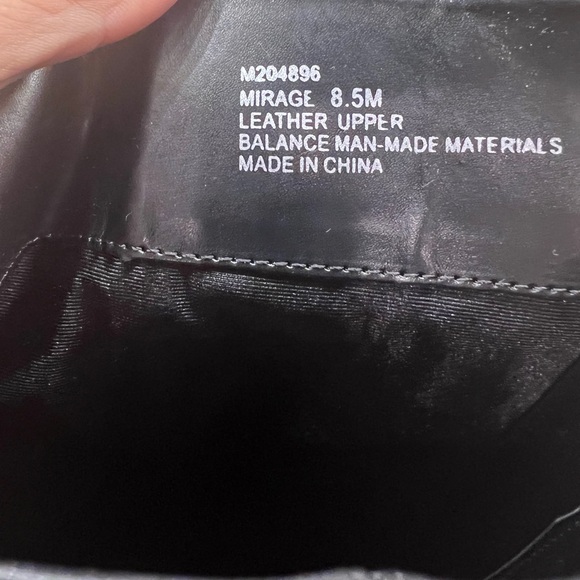 M204896
MIRAGE 8.5M
LEATHER UPPER
BALANCE MAN-MADE MATERIALS
MADE IN CHINA